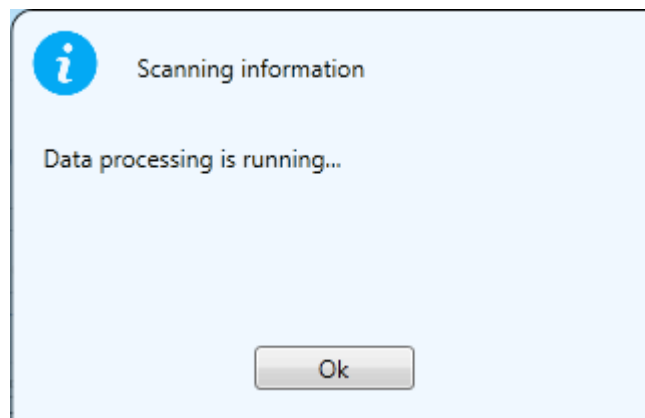 Scanning information
Data processing is running...
Ok